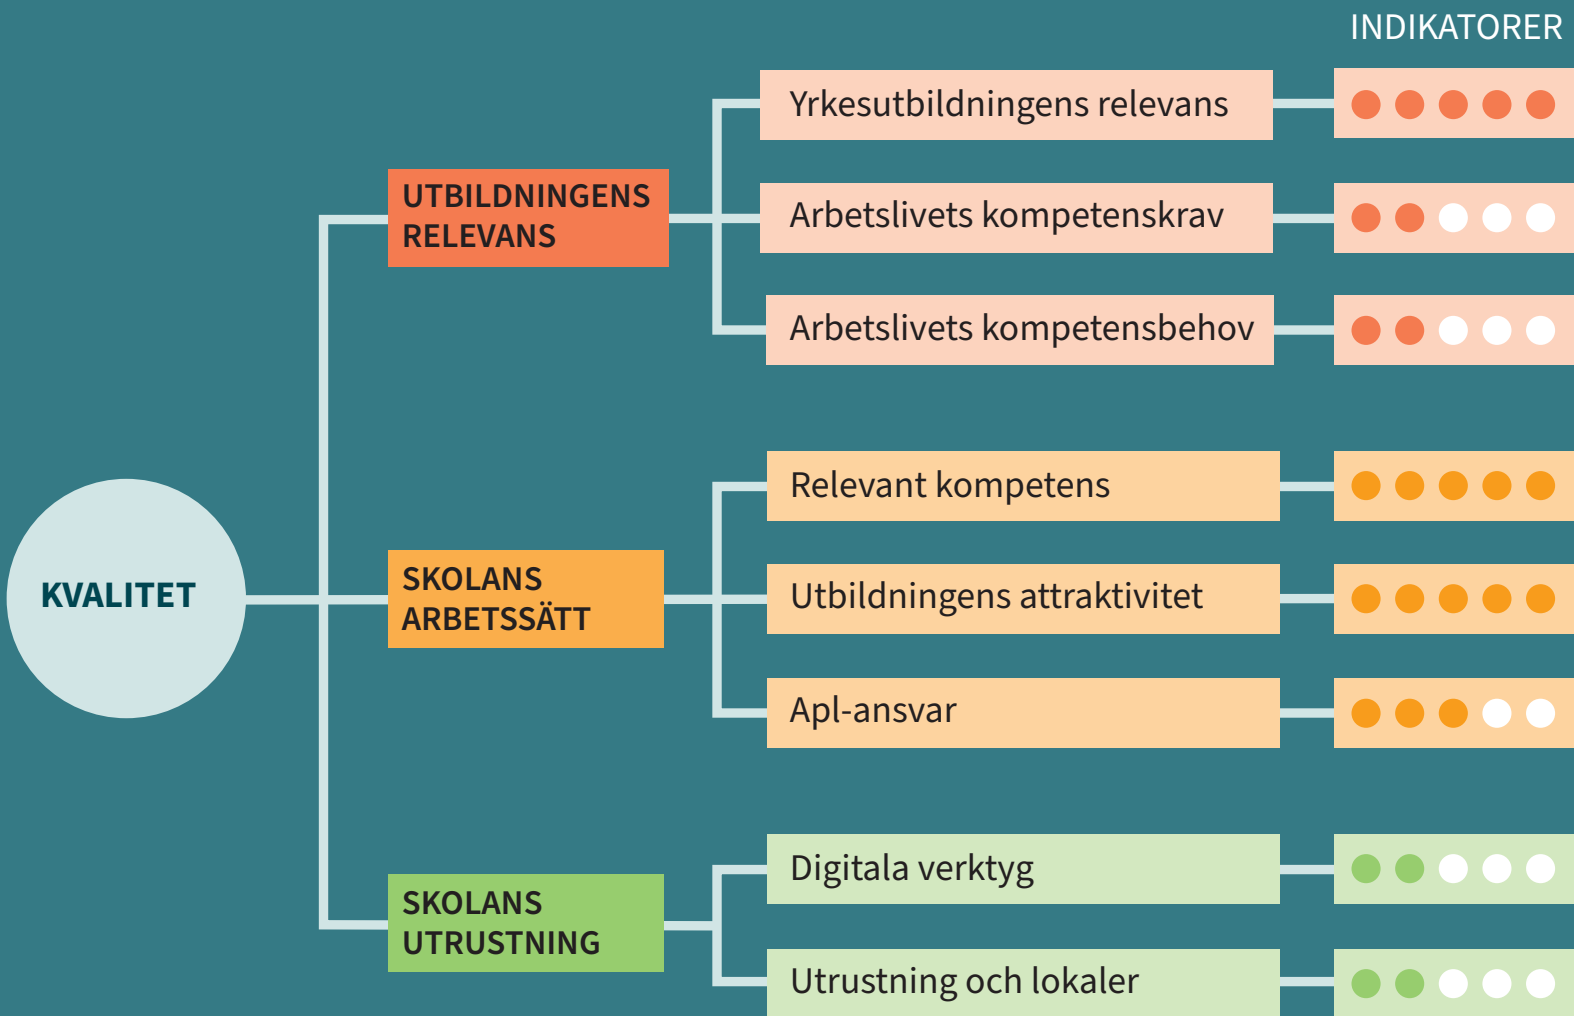 INDIKATORER
Yrkesutbildningens relevans
UTBILDNINGENS
RELEVANS
Arbetslivets kompetenskrav
Arbetslivets kompetensbehov
Relevant kompetens
KVALITET
SKOLANS
ARBETSSÄTT
Utbildningens attraktivitet
Apl-ansvar
Digitala verktyg
SKOLANS
UTRUSTNING
Utrustning och lokaler